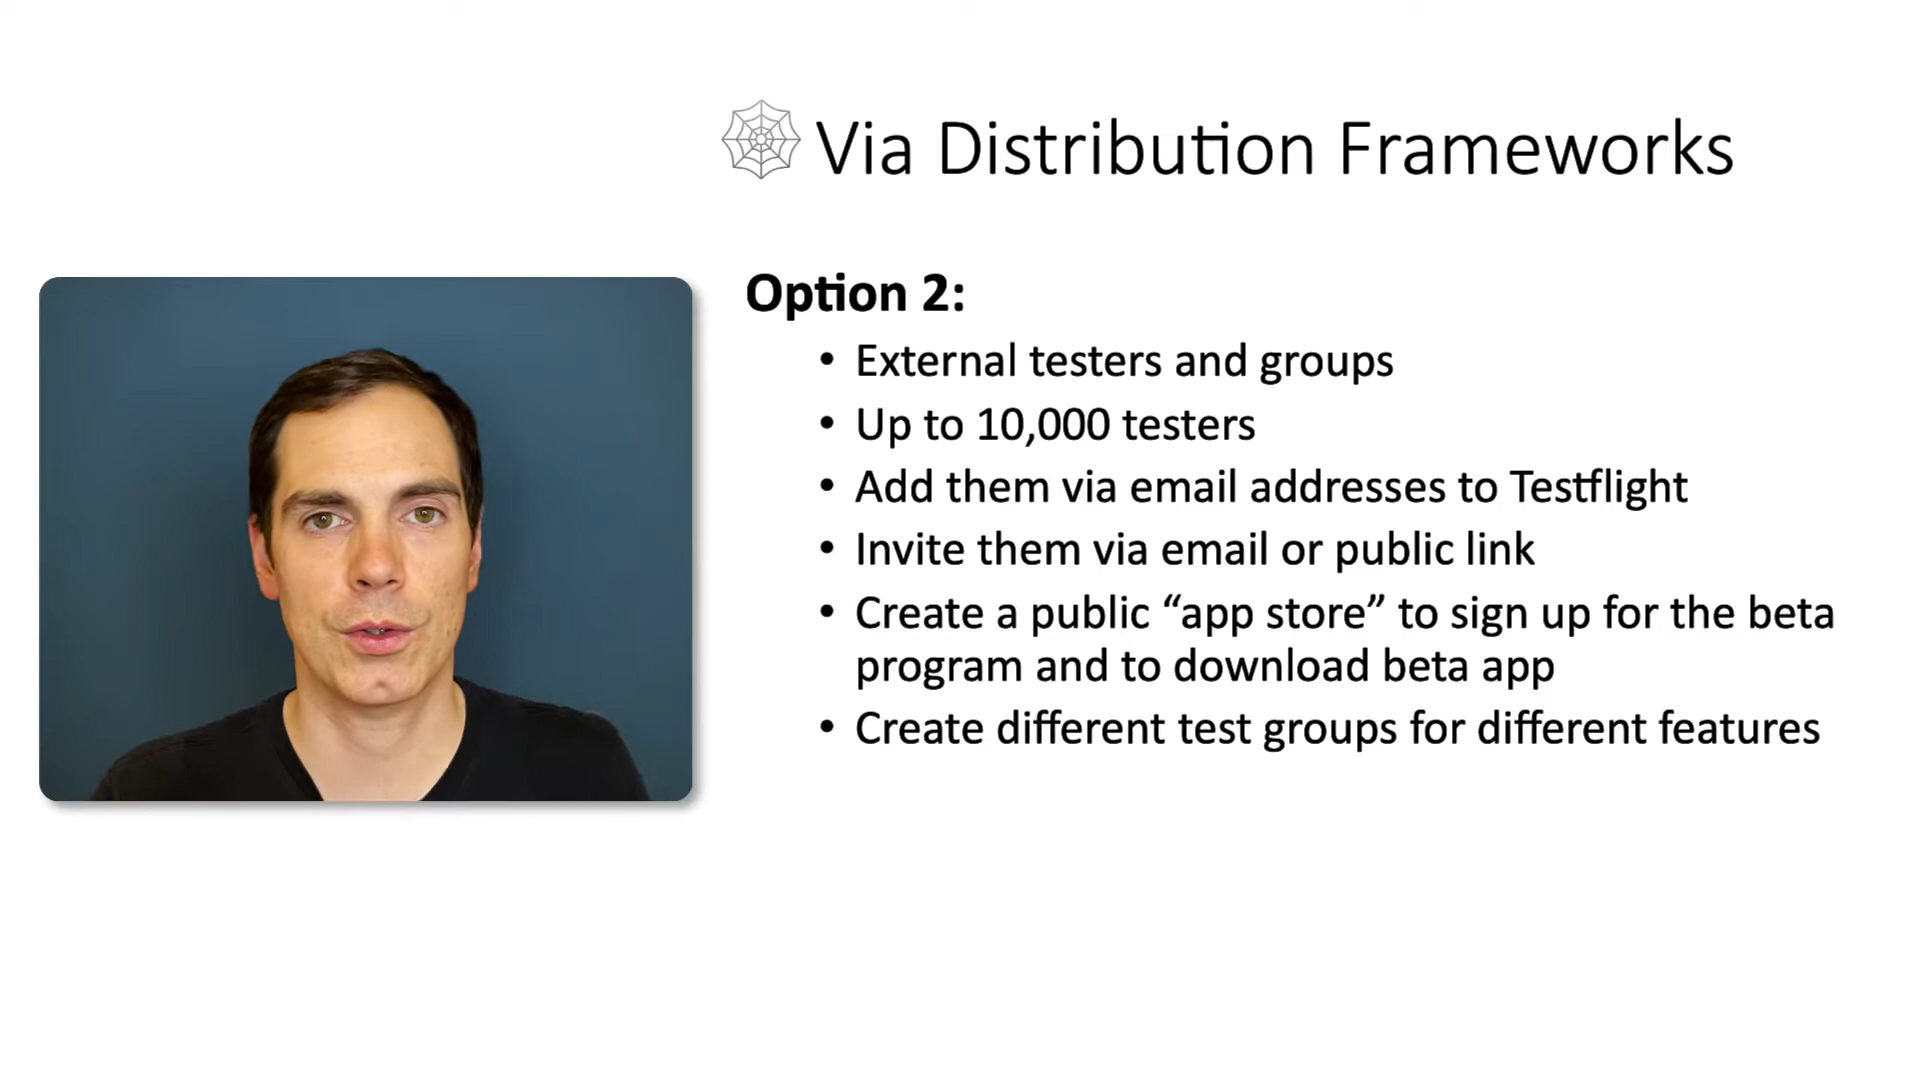 Via Distribution Frameworks
Option 2:
• External testers and groups
• Up to 10,000 testers
• Add them via email addresses to Testflight
• Invite them via email or public link
• Create a public “app store” to sign up for the beta
program and to download beta app
• Create different test groups for different features